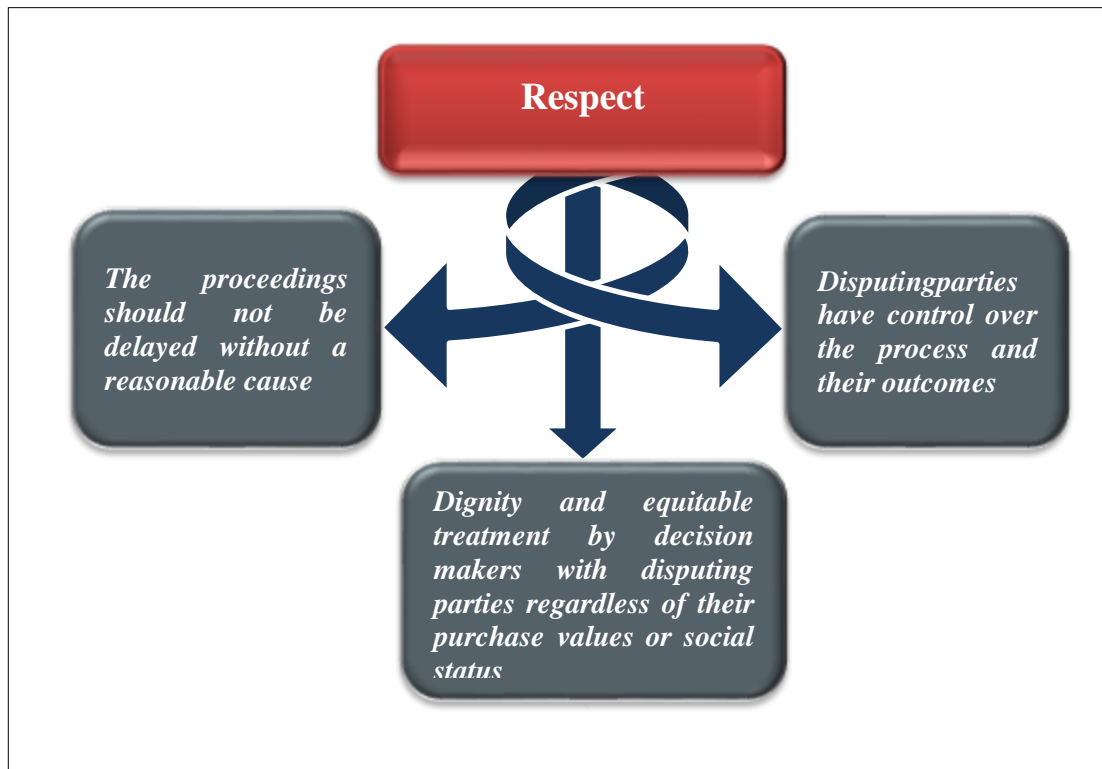 Respect
The proceedings
should not be
delayed without a
reasonable cause
Disputingparties
have control over
the process and
their outcomes
Dignity and equitable
treatment by decision
makers with disputing
parties regardless of their
purchase values or social
status